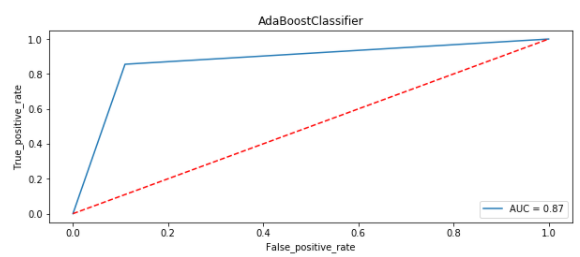 AdaBoostClassifier
1.0
0.8
0.6
0.4
0.2
0.0
True_positive_rate
0.0 0.2 0.4 0.6 0.8 1.0
False_positive_rate
AUC = 0.87